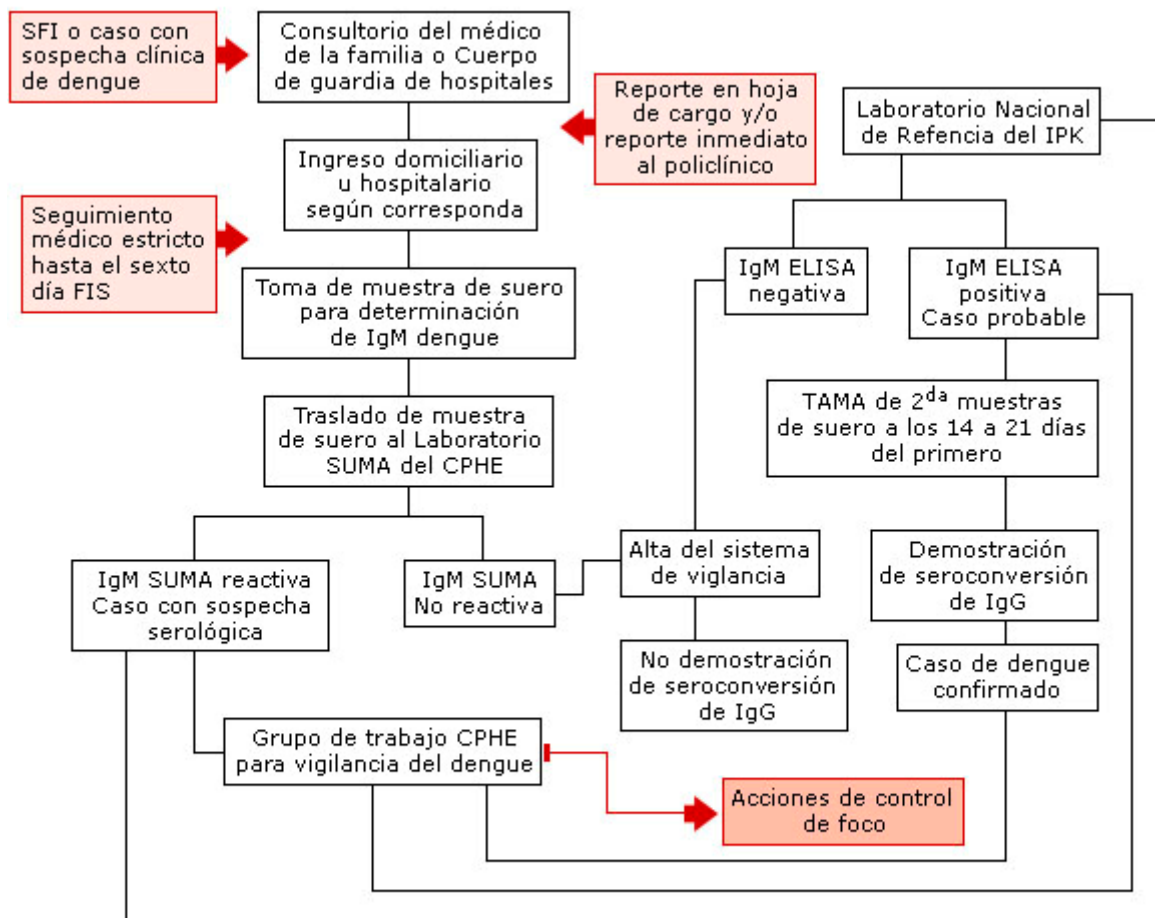 SFI o caso con
sospecha clínica
de dengue
Consultorio del médico
de la familia o Cuerpo
de guardia de hospitales
Reporte en hoja
de cargo y/o
reporte inmediato
al policlínico
Laboratorio Nacional
de Refencia del IPK
Ingreso domiciliario
u hospitalario
según corresponda
Seguimiento
médico estricto
hasta el sexto
día FIS
IgM ELISA
negativa
IgM ELISA
positiva
Caso probable
Toma de muestra de suero
para determinación
de IgM dengue
TAMA de 2da muestras
de suero a los 14 a 21 días
del primero
Traslado de muestra
de suero al Laboratorio
SUMA del CPHE
IgM SUMA reactiva
Caso con sospecha
serológica
IgM SUMA
No reactiva
Alta del sistema
de viglancia
Demostración
de seroconversión
de IgG
No demostración
de seroconversión
de IgG
Caso de dengue
confirmado
Grupo de trabajo CPHE
para vigilancia del dengue
Acciones de control
de foco